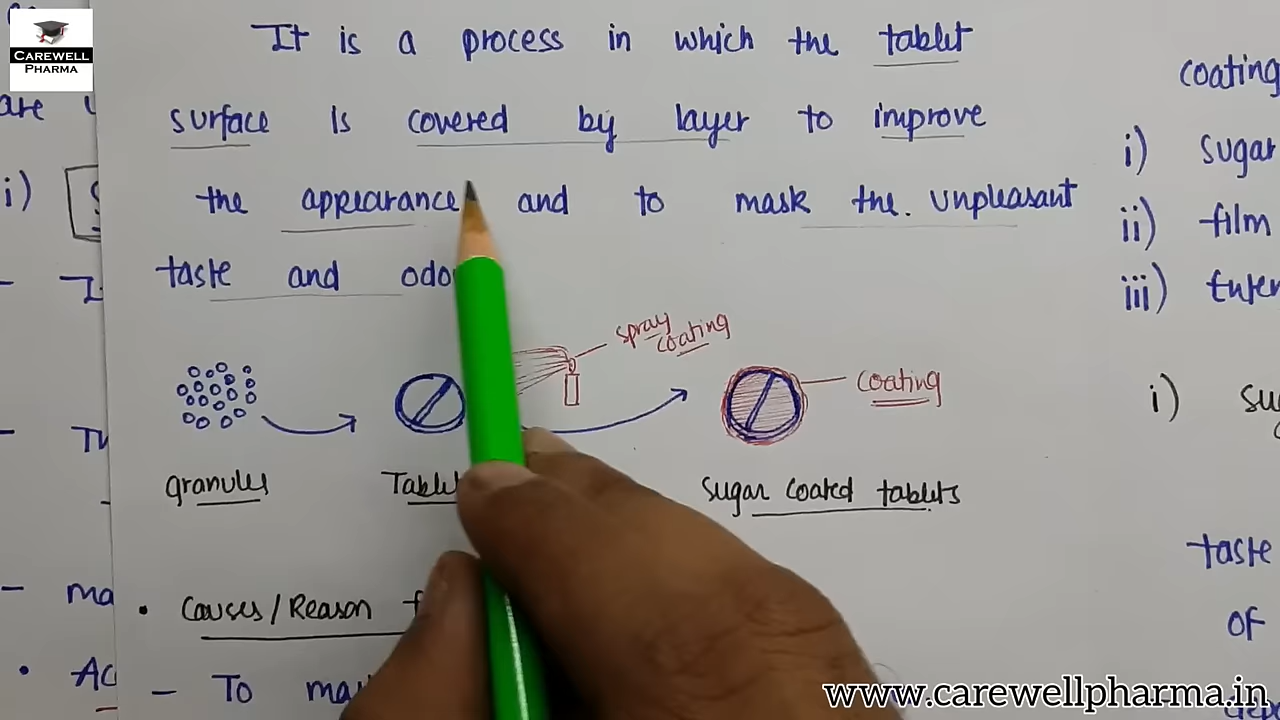 CAREWELL
PHARMA
It is a process in which the tablet
surface is covered by layer to improve
the appearance and to mask the. unpleasant
taste and
spray
coating
coating
granules
Sugar coated tablets
• Causes/Reason
- To
are
i)
coating
i) sugar
ii) film
iii)
i)
taste
of
www.carewellpharma.in